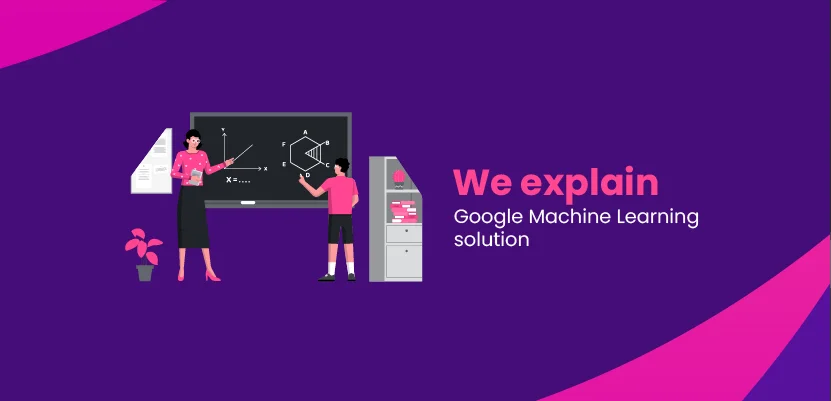 Y
X
X=....
A
B
C
D
E
F
We explain
Google Machine Learning
solution